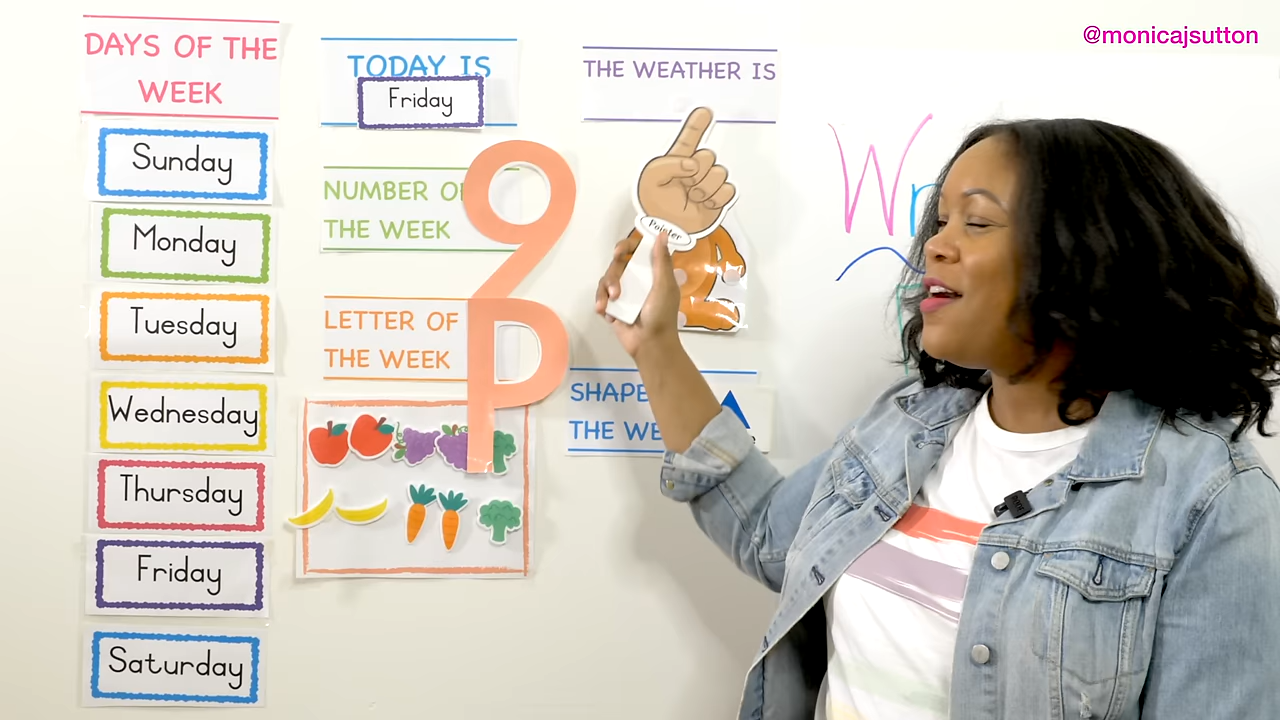 @monicajsutton
DAYS OF THE
WEEK
Sunday
Monday
Tuesday
Wednesday
Thursday
Friday
Saturday
TODAY IS
Friday
NUMBER OF
THE WEEK
9
LETTER OF
THE WEEK
P
THE WEATHER IS
Pointer
SHAPE
THE WE
W